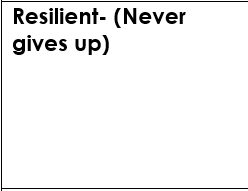 Resilient- (Never
gives up)